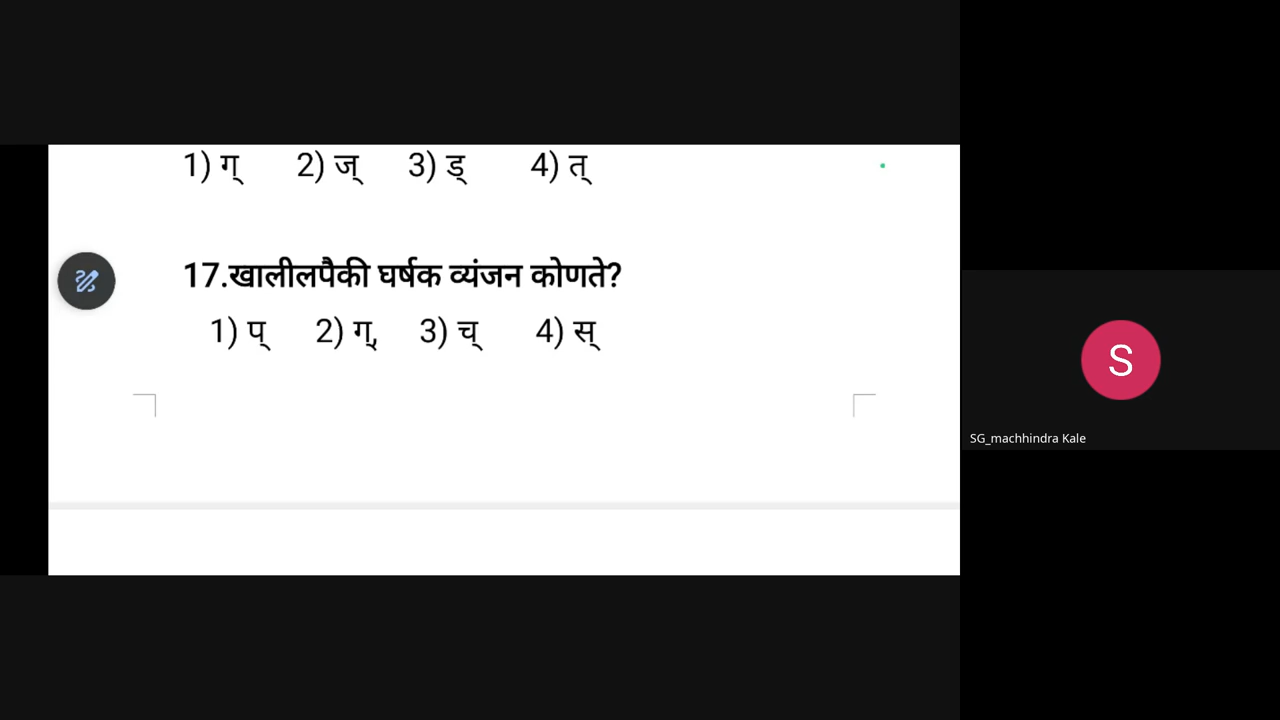 1) ग् 2) ज् 3) ड् 4) त्
17.खालीलपैकी घर्षक व्यंजन कोणते?
1) प् 2) ग्, 3) च् 4) स्
S
SG_machhindra Kale